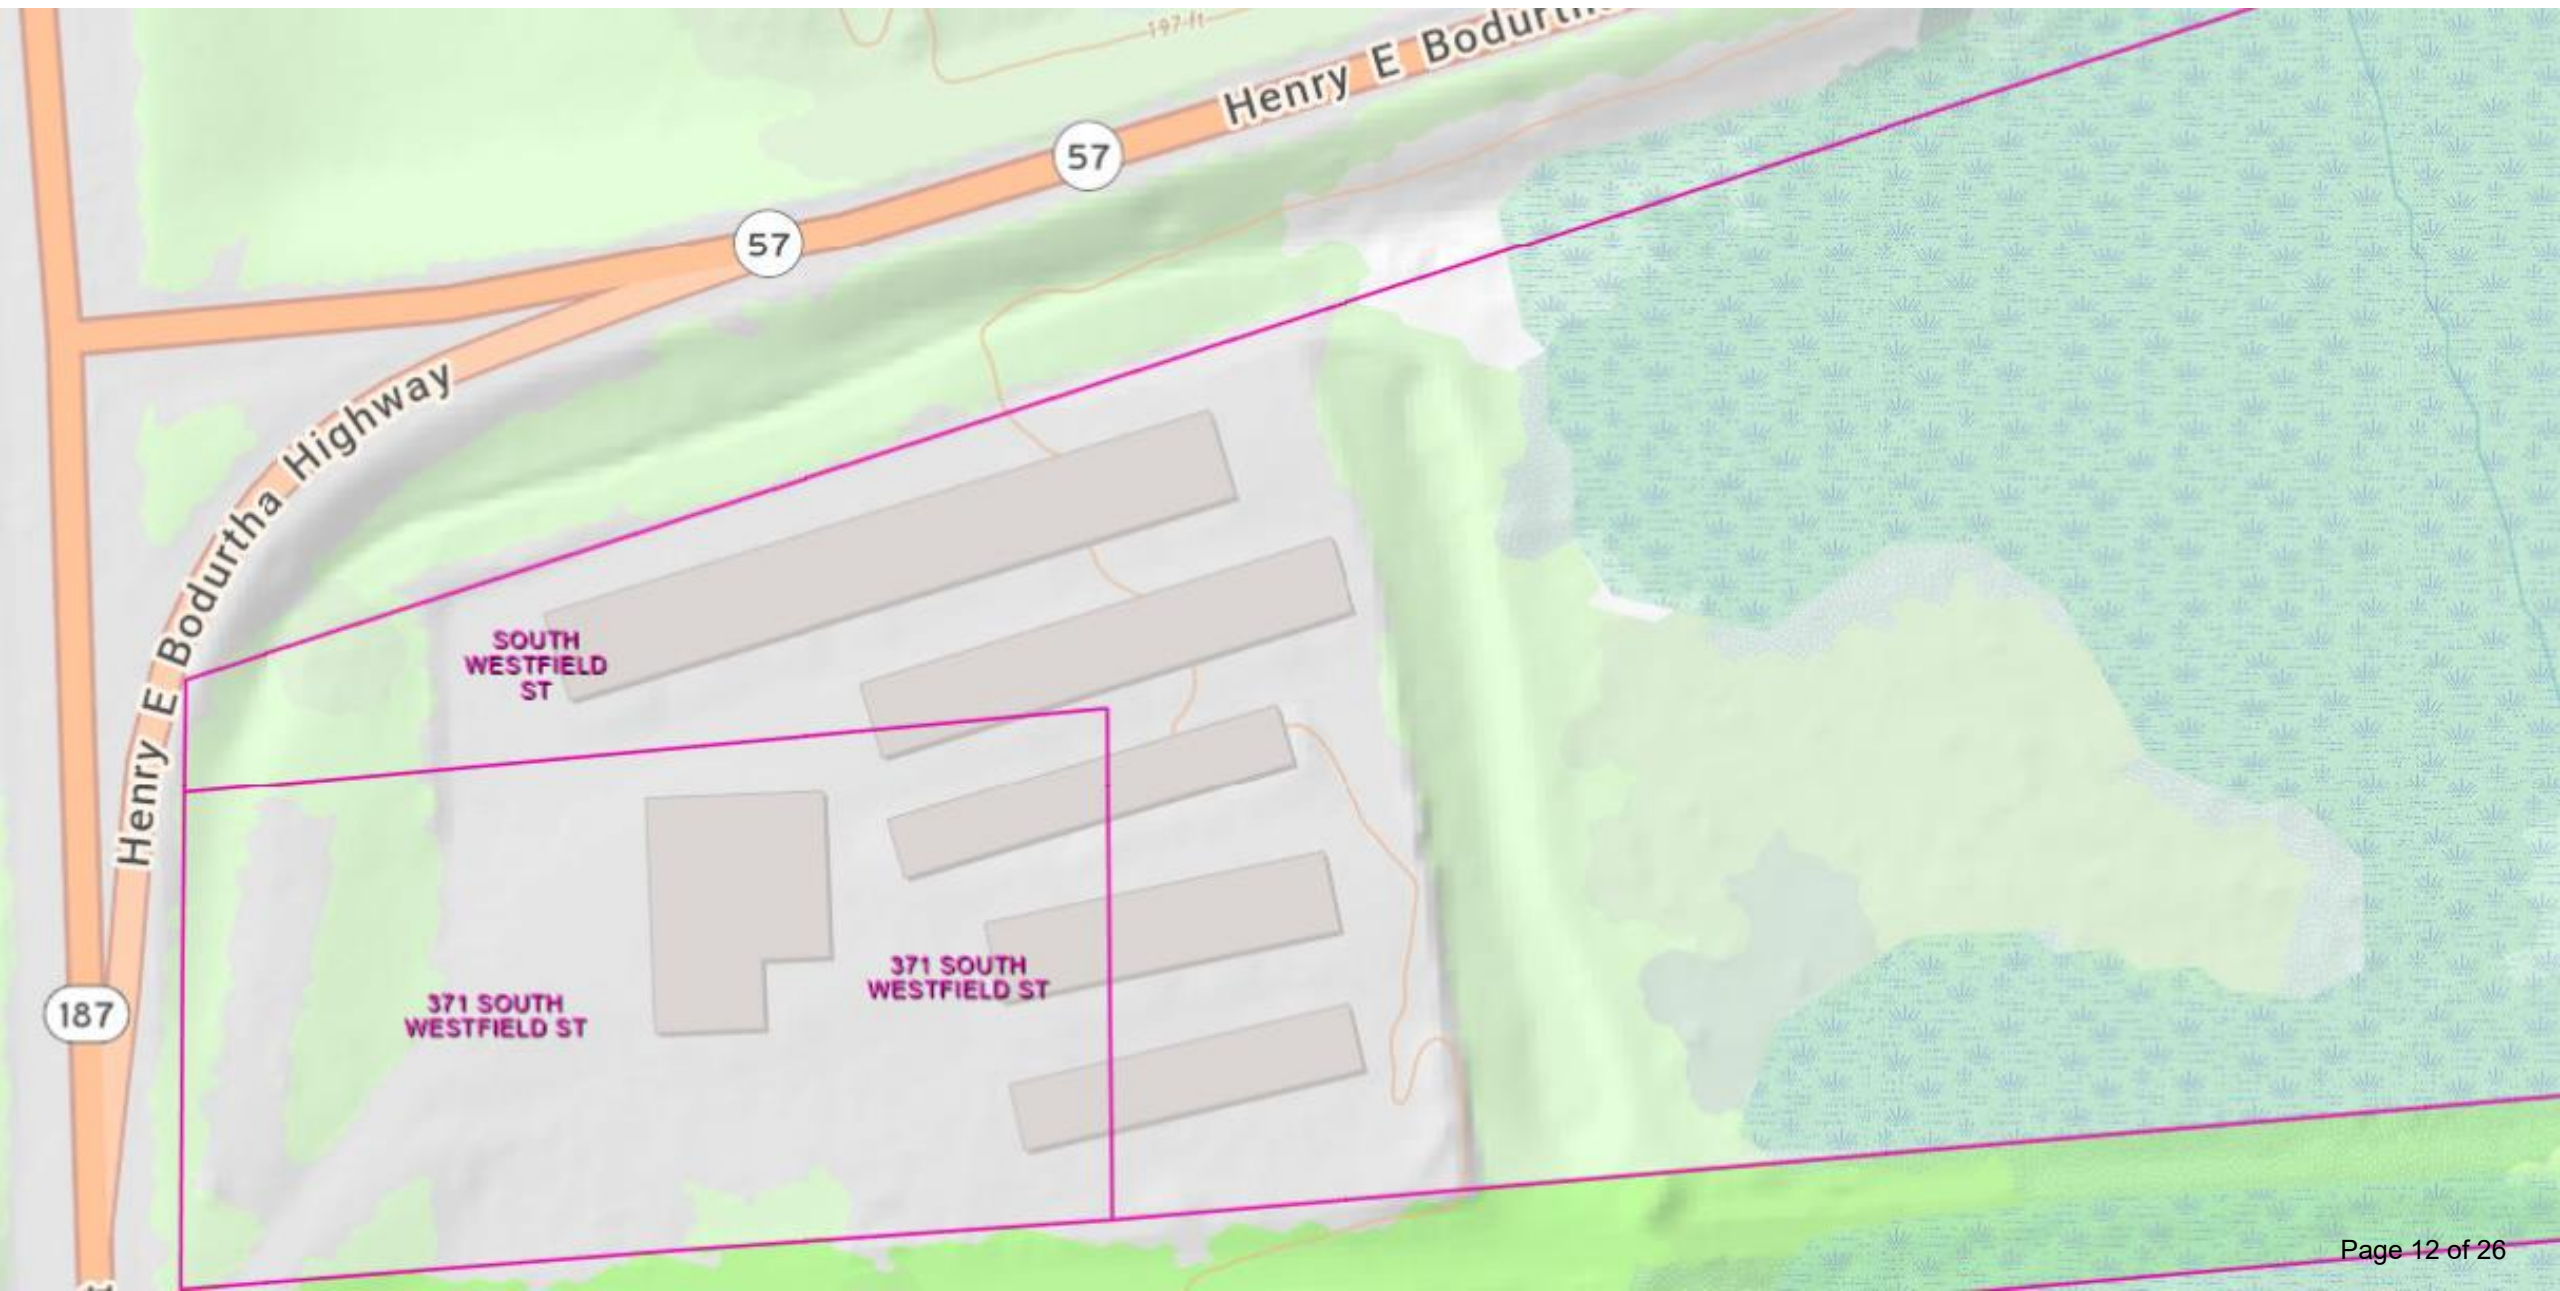 197 ft
Henry E Bodurtha
57
57
Henry E Bodurtha Highway
SOUTH
WESTFIELD
ST
371 SOUTH
WESTFIELD ST
371 SOUTH
WESTFIELD ST
187
Page 12 of 26